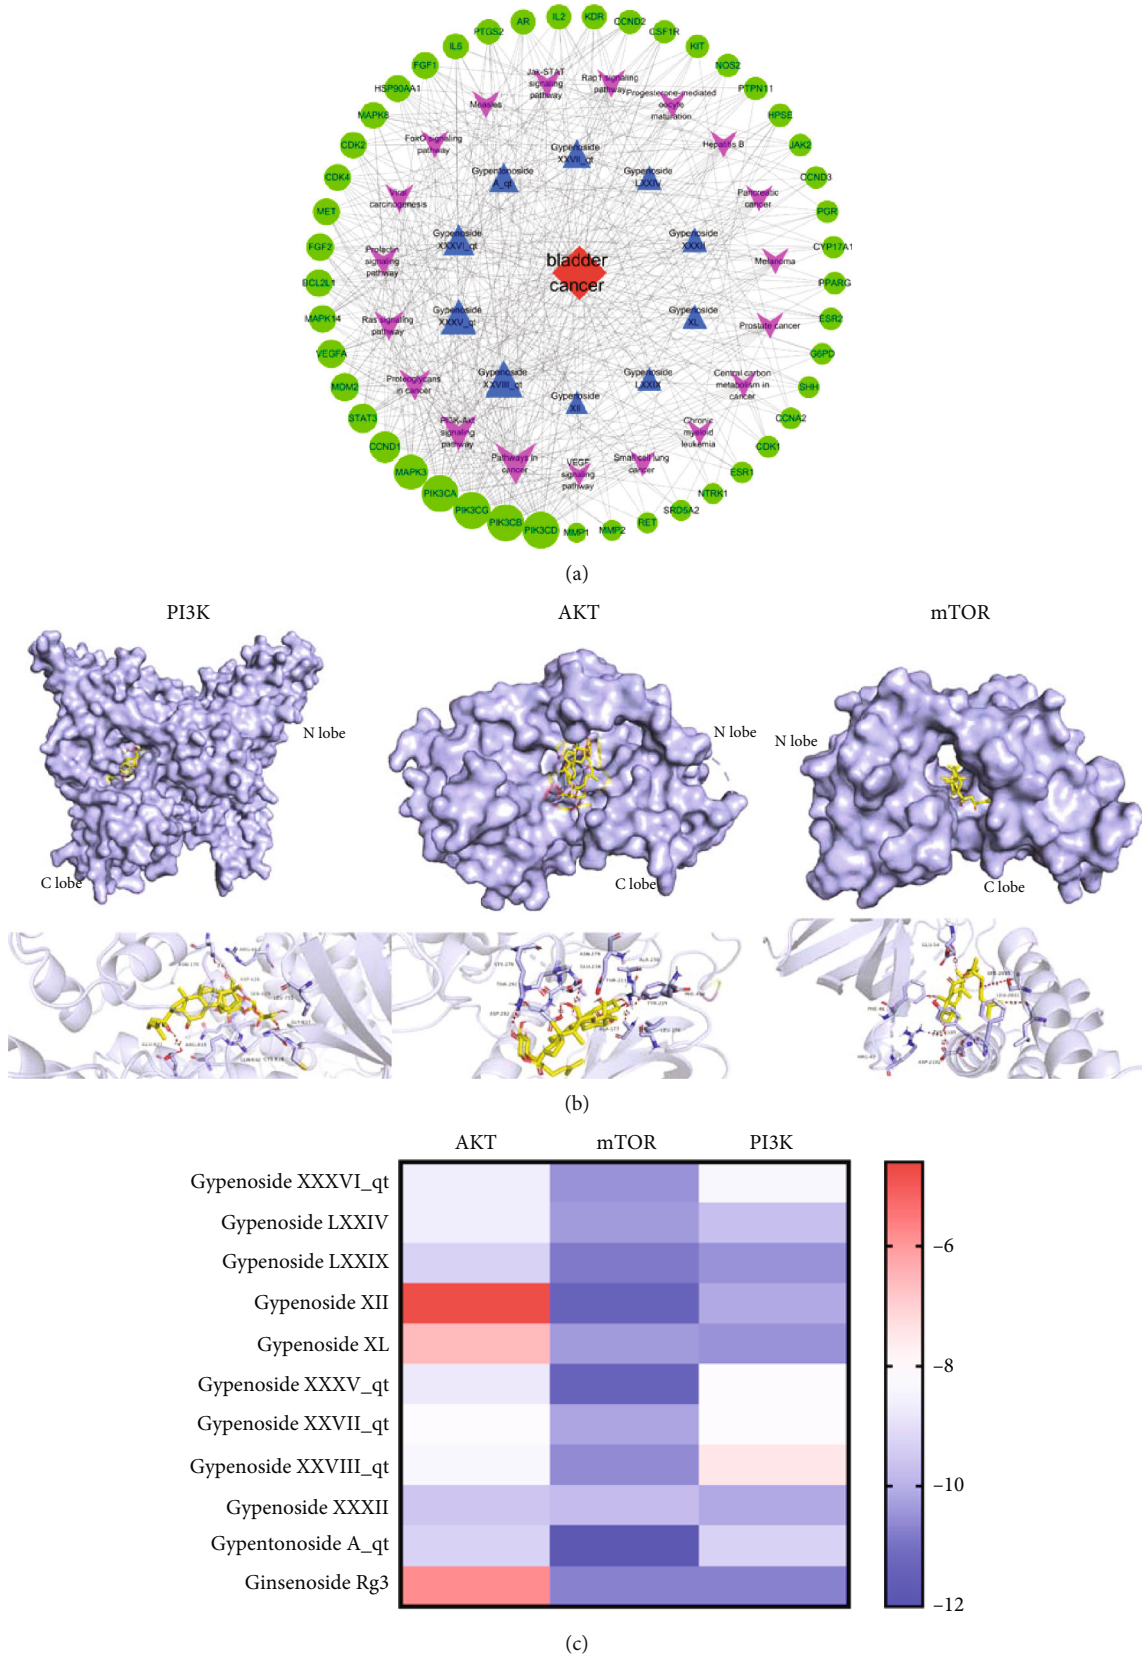 IL2
KDR
AR
CCND2
PTGS2
CSF1R
IL6
KIT
FGF1
NOS2
HSP90AA1
PTPN11
MAPK8
HPSE
CDK2
JAK2
CDK4
CCND3
MET
PGR
FGF2
CYP17A1
BCL2L1
PPARG
MAPK14
ESR2
VEGFA
G6PD
MDM2
SHH
STAT3
CCNA2
CCND1
CDK1
MAPK3
ESR1
PIK3CA
NTRK1
PIK3CG
SRD5A2
PIK3CB
RET
PIK3CD
MMP1
MMP2
Jak-STAT
signaling
pathway
Rap1 signaling
pathway
Progesterone-mediated
oocyte
maturation
Measles
Hepatitis B
FoxO signaling
pathway
Pancreatic
cancer
Viral
carcinogenesis
Melanoma
Prolactin
signaling
pathway
Prostate cancer
Ras signaling
pathway
Central carbon
metabolism in
cancer
Proteoglycans
in cancer
Chronic
myeloid
leukemia
PI3K-Akt
signaling
pathway
Small cell lung
cancer
Pathways in
cancer
VEGF
signaling
pathway
Gypenoside
XXVII_qt
Gypentonoside
A_qt
Gypenoside
LXXIV
Gypenoside
XXXVI_qt
Gypenoside
XXXII
Gypenoside
XXXV_qt
Gypenoside
XL
Gypenoside
XXVIII_qt
Gypenoside
LXXIX
Gypenoside
XII
bladder
cancer
(a)
PI3K
AKT
mTOR
N lobe
N lobe
N lobe
C lobe
C lobe
C lobe
(b)
AKT
mTOR
PI3K
Gypenoside XXXVI_qt
Gypenoside LXXIV
Gypenoside LXXIX
Gypenoside XII
Gypenoside XL
Gypenoside XXXV_qt
Gypenoside XXVII_qt
Gypenoside XXVIII_qt
Gypenoside XXXII
Gypentonoside A_qt
Ginsenoside Rg3
−6
−8
−10
−12
(c)